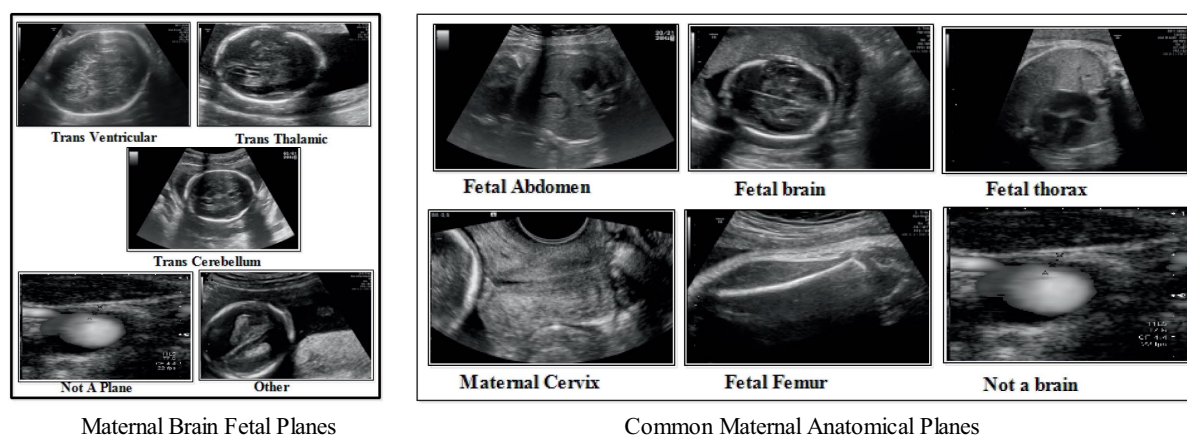 Trans Ventricular
Trans Thalamic
Trans Cerebellum
Not A Plane
Other
Maternal Brain Fetal Planes
Fetal Abdomen
Fetal brain
Fetal thorax
Maternal Cervix
Fetal Femur
Not a brain
Common Maternal Anatomical Planes